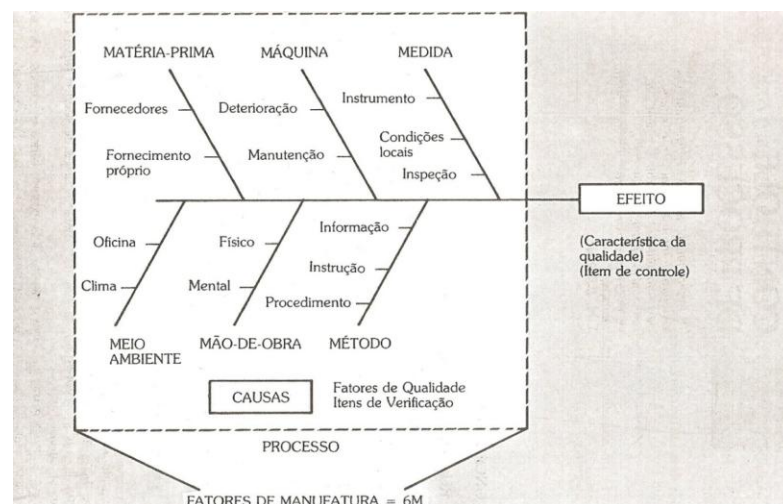 MATÉRIA-PRIMA
MÁQUINA
MEDIDA
Fornecedores
Fornecimento
próprio
Deterioração
Manutenção
Instrumento
Condições
locais
Inspeção
EFEITO
(Característica da
qualidade)
(Item de controle)
Oficina
Clima
Físico
Mental
Informação
Instrução
Procedimento
MEIO
AMBIENTE
MÃO-DE-OBRA
MÉTODO
CAUSAS
Fatores de Qualidade
Itens de Verificação
PROCESSO
FATORES DE MANUFATURA = 6M